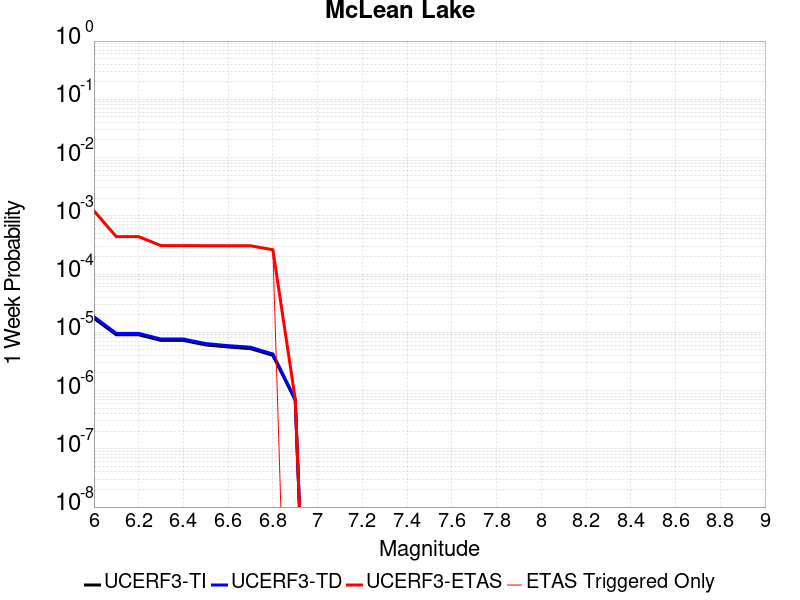 McLean Lake
10^0
10^-1
10^-2
10^-3
10^-4
10^-5
10^-6
10^-7
10^-8
1 Week Probability
6 6.2 6.4 6.6 6.8 7 7.2 7.4 7.6 7.8 8 8.2 8.4 8.6 8.8 9
Magnitude
UCERF3-TI UCERF3-TD UCERF3-ETAS ETAS Triggered Only